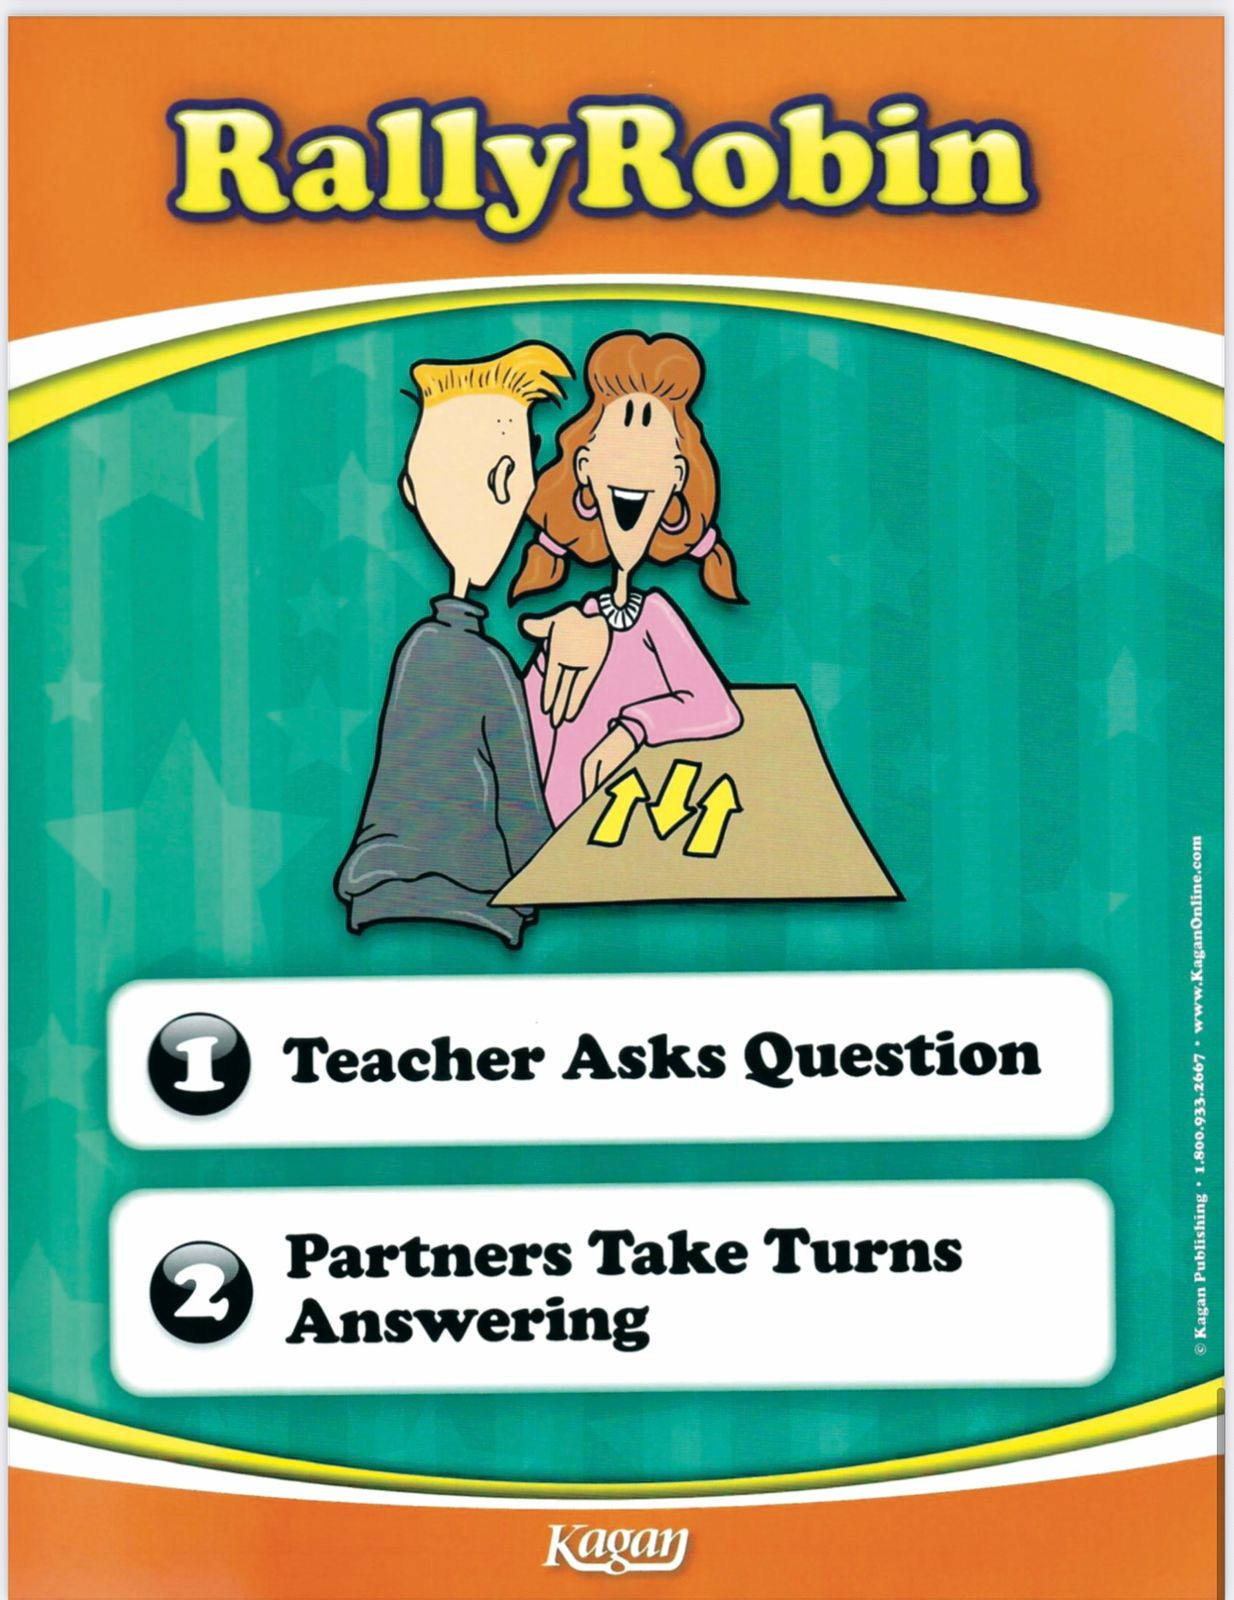 RallyRobin
1 Teacher Asks Question
2 Partners Take Turns
Answering
© Kagan Publishing • 1.800.933.2667 • www.KaganOnline.com
Kagan